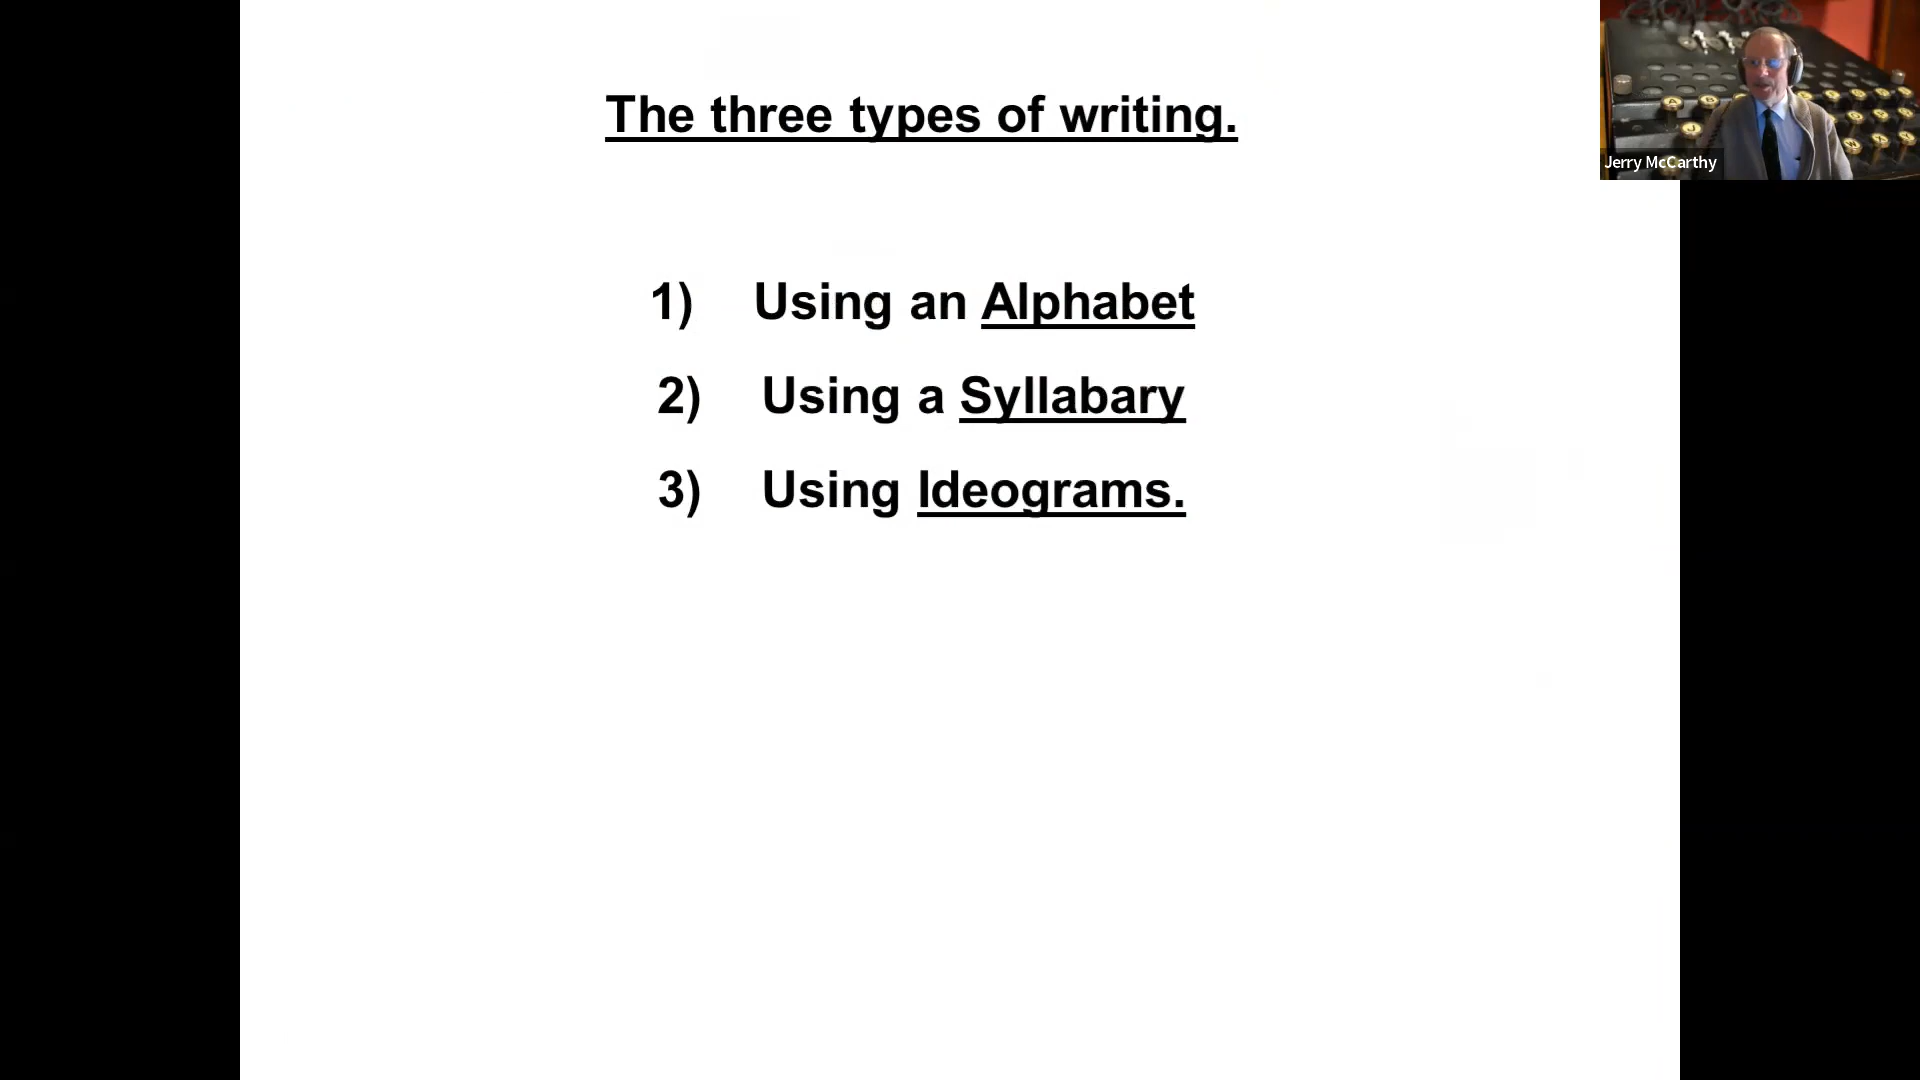 The three types of writing.
1) Using an Alphabet
2) Using a Syllabary
3) Using Ideograms.
Jerry McCarthy